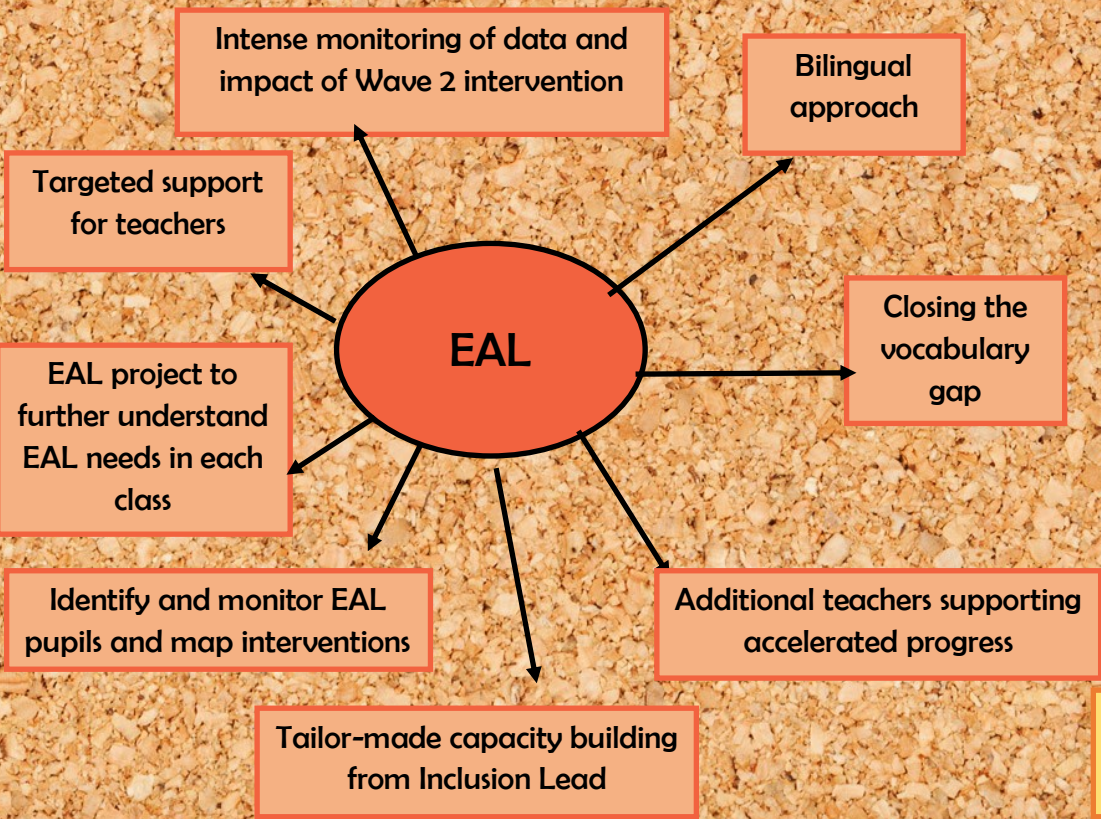 Intense monitoring of data and
impact of Wave 2 intervention
Bilingual
approach
Targeted support
for teachers
EAL
Closing the
vocabulary
gap
EAL project to
further understand
EAL needs in each
class
Identify and monitor EAL
pupils and map interventions
Additional teachers supporting
accelerated progress
Tailor-made capacity building
from Inclusion Lead